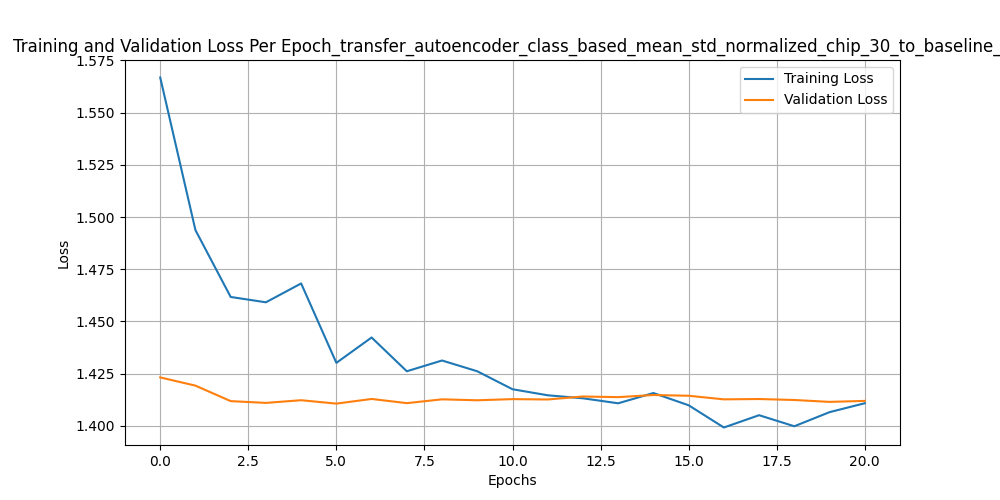 Training and Validation Loss Per Epoch_transfer_autoencoder_class_based_mean_std_normalized_chip_30_to_baseline_
Training Loss
Validation Loss
1.575
1.550
1.525
1.500
1.475
1.450
1.425
1.400
Loss
0.0 2.5 5.0 7.5 10.0 12.5 15.0 17.5 20.0
Epochs